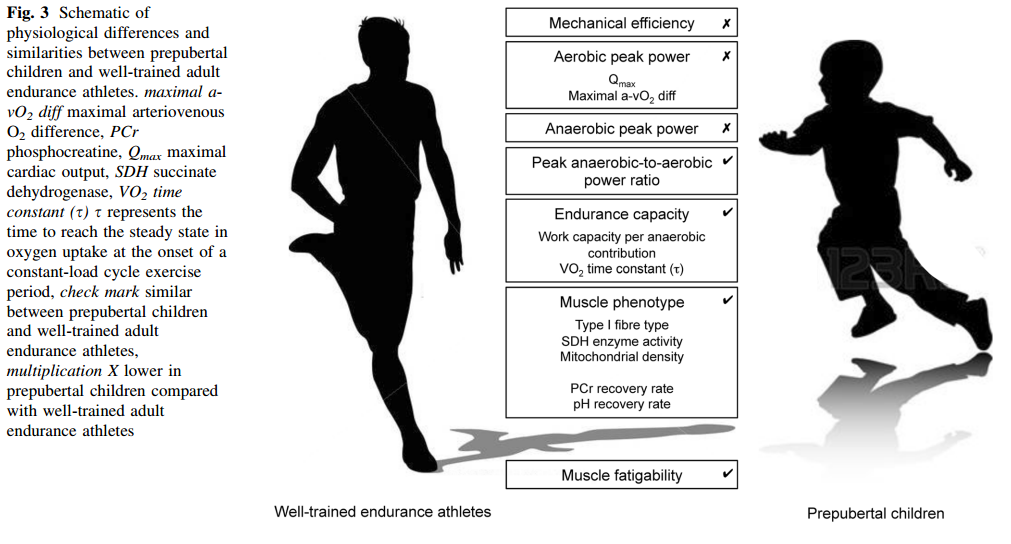 Fig. 3 Schematic of
physiological differences and
similarities between prepubertal
children and well-trained adult
endurance athletes. maximal a-
vO2 diff maximal arteriovenous
O2 difference, PCr
phosphocreatine, Qmax maximal
cardiac output, SDH succinate
dehydrogenase, VO2 time
constant (τ) τ represents the
time to reach the steady state in
oxygen uptake at the onset of a
constant-load cycle exercise
period, check mark similar
between prepubertal children
and well-trained adult
endurance athletes,
multiplication X lower in
prepubertal children compared
with well-trained adult
endurance athletes
Mechanical efficiency ✗
Aerobic peak power ✗
Qmax
Maximal a-vO2 diff
Anaerobic peak power ✗
Peak anaerobic-to-aerobic ✓
power ratio
Endurance capacity ✓
Work capacity per anaerobic
contribution
VO2 time constant (τ)
Muscle phenotype ✓
Type I fibre type
SDH enzyme activity
Mitochondrial density
PCr recovery rate
pH recovery rate
Muscle fatigability ✓
Well-trained endurance athletes
Prepubertal children